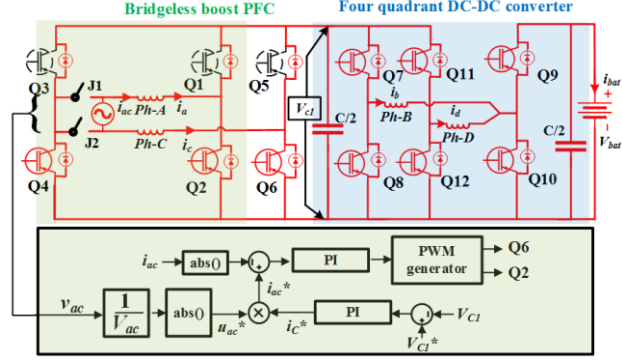 Bridgeless boost PFC
Four quadrant DC-DC converter
Q3
J1
Q1
Q5
Q7
Q11
Q9
i_bat
+
i_ac
Ph-A
i_a
V_c1
C/2
i_b
Ph-B
i_d
Ph-D
J2
Ph-C
i_c
C/2
-
V_bat
Q4
Q2
Q6
Q8
Q12
Q10
i_ac
abs()
+
-
PI
PWM
generator
Q6
Q2
i_ac*
v_ac
1
V_ac
abs()
u_ac*
×
i_C*
PI
+
-
V_C1
V_C1*